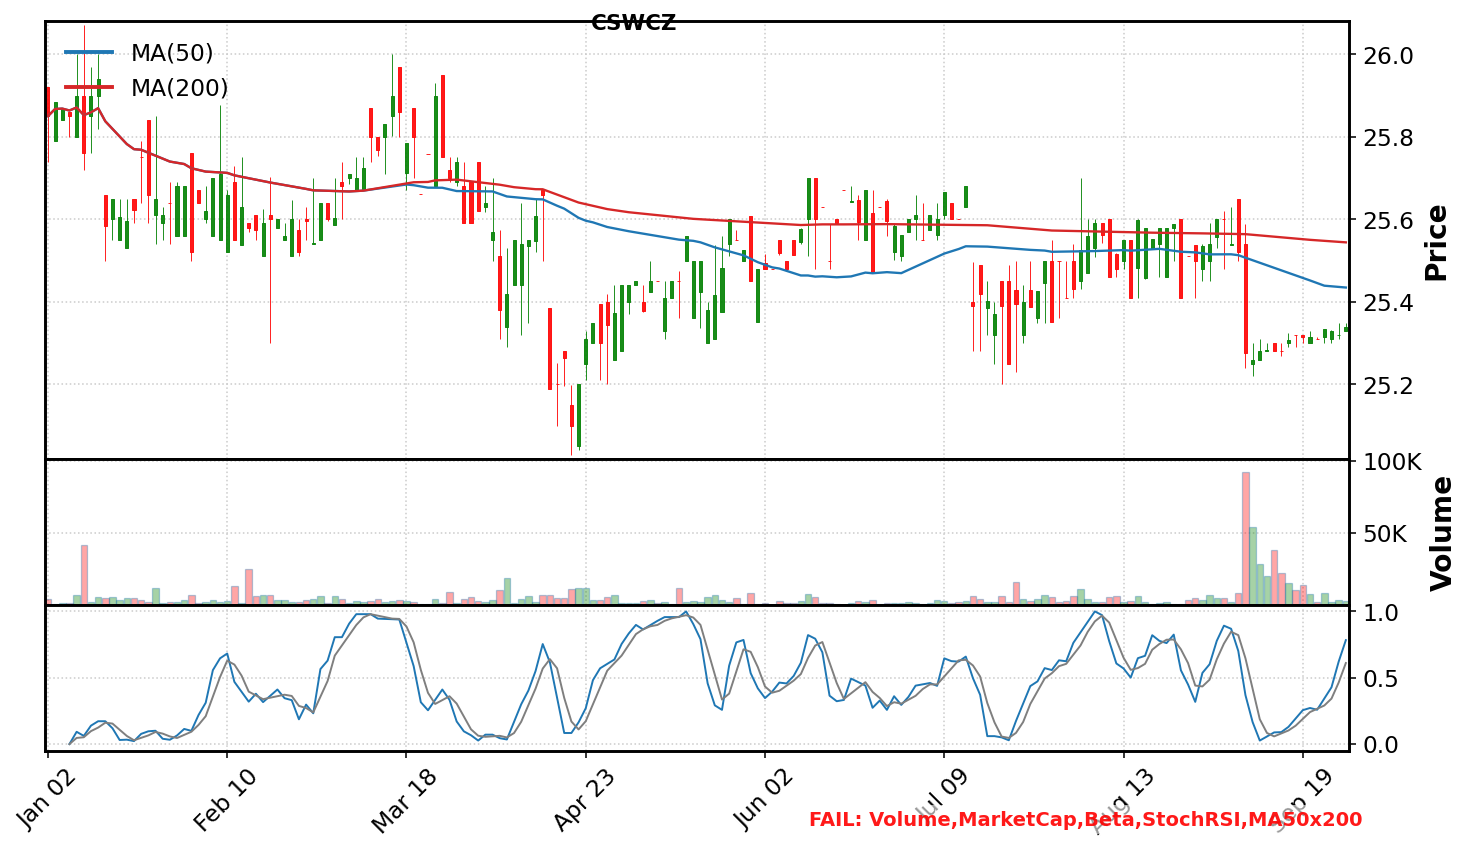 CSWCZ
MA(50)
MA(200)
26.0
25.8
25.6
25.4
25.2
Price
100K
50K
Volume
1.0
0.5
0.0
Jan 02
Feb 10
Mar 18
Apr 23
Jun 02
Jul 09
Aug 13
Sep 19
FAIL: Volume,MarketCap,Beta,StochRSI,MA50x200